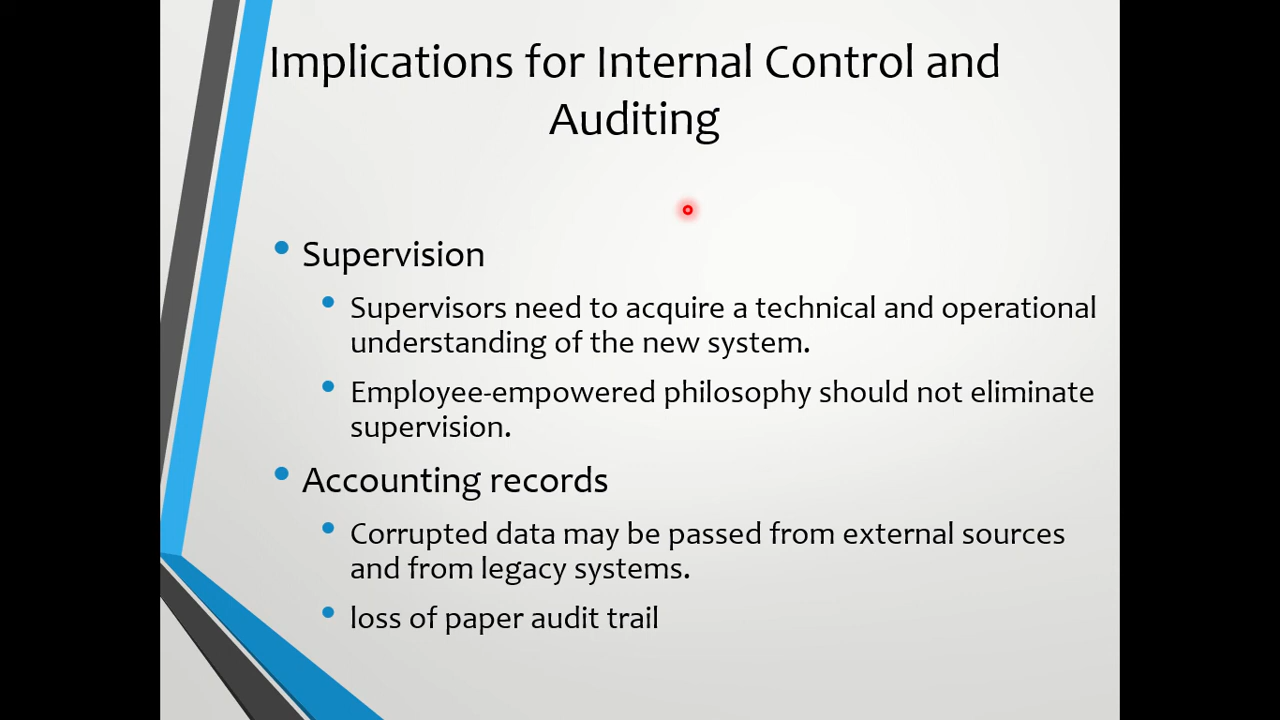 Implications for Internal Control and
Auditing
• Supervision
• Supervisors need to acquire a technical and operational
understanding of the new system.
• Employee-empowered philosophy should not eliminate
supervision.
• Accounting records
• Corrupted data may be passed from external sources
and from legacy systems.
• loss of paper audit trail